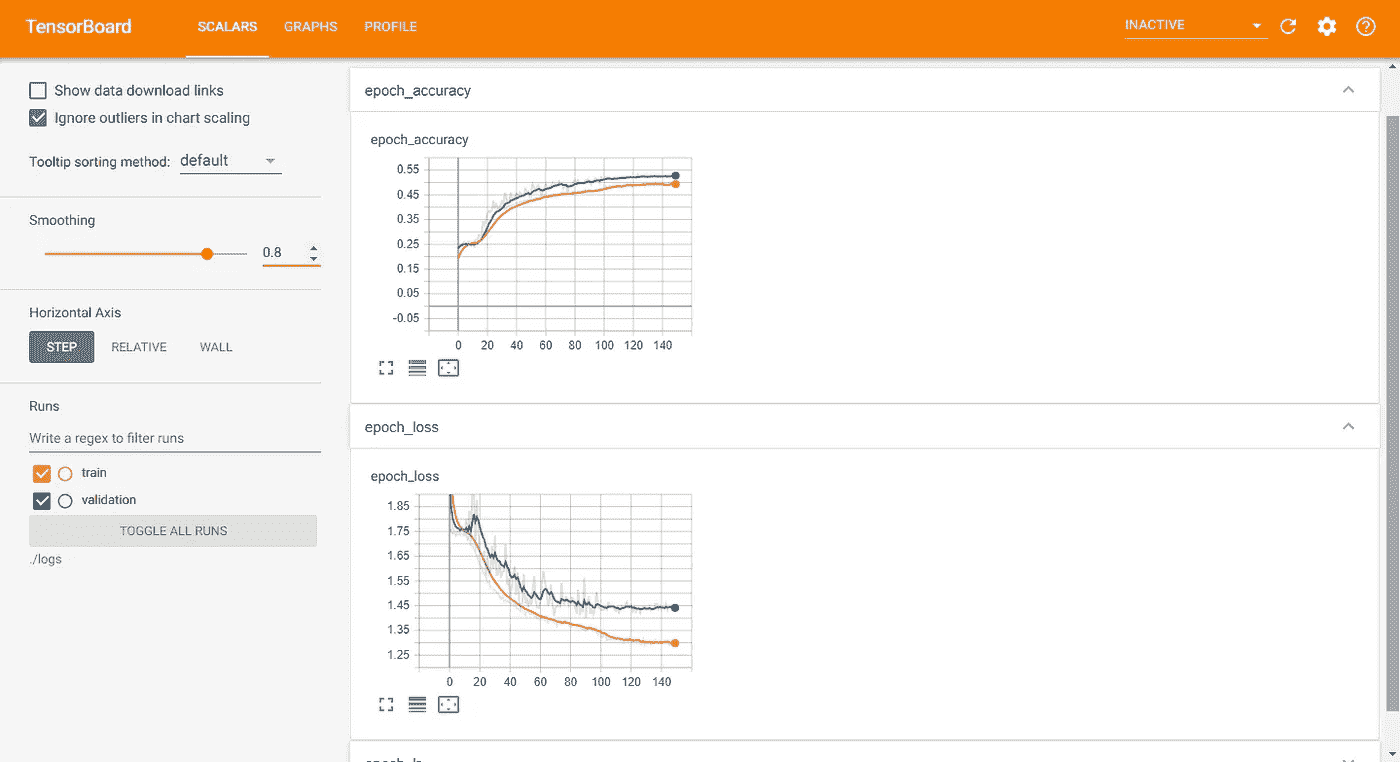 TensorBoard SCALARS GRAPHS PROFILE INACTIVE
Show data download links
Ignore outliers in chart scaling
Tooltip sorting method: default
Smoothing
0.8
Horizontal Axis
STEP RELATIVE WALL
Runs
Write a regex to filter runs
train
validation
TOGGLE ALL RUNS
./logs
epoch_accuracy
epoch_accuracy
0.55
0.45
0.35
0.25
0.15
0.05
-0.05
0 20 40 60 80 100 120 140
epoch_loss
epoch_loss
1.85
1.75
1.65
1.55
1.45
1.35
1.25
0 20 40 60 80 100 120 140